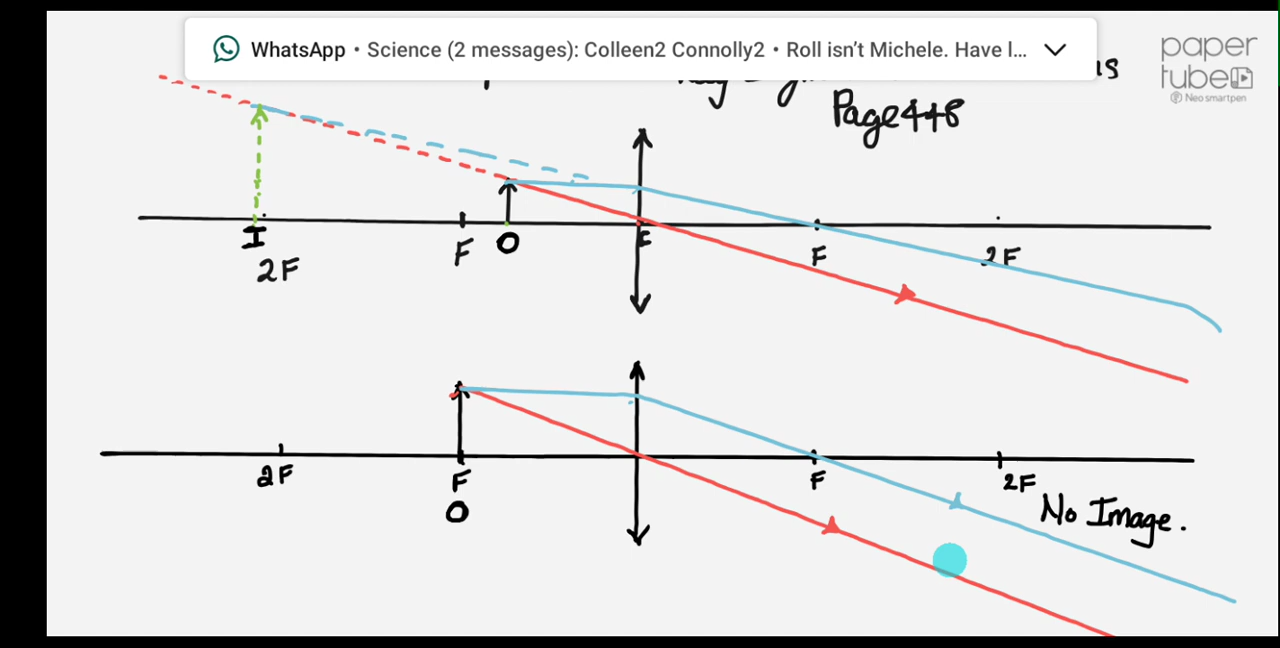 WhatsApp • Science (2 messages): Colleen2 Connolly2 • Roll isn't Michele. Have I...
paper
tube
Neo smartpen
Page 448
I
2F
F
O
F
F
2F
2F
F
O
F
2F
No Image.